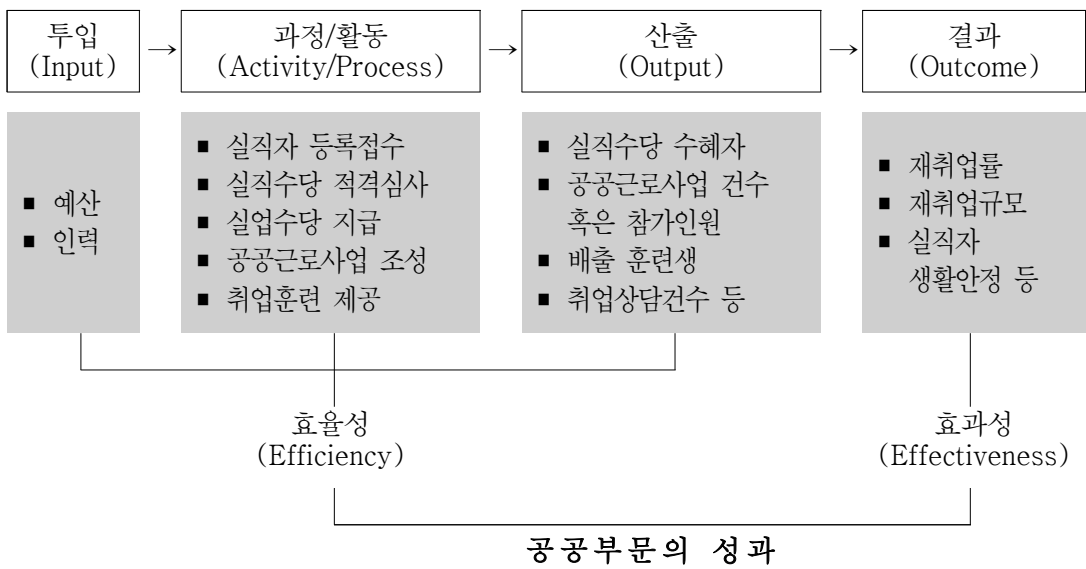 투입
(Input)
→
과정/활동
(Activity/Process)
→
산출
(Output)
→
결과
(Outcome)
■ 예산
■ 인력
■ 실직자 등록접수
■ 실직수당 적격심사
■ 실업수당 지급
■ 공공근로사업 조성
■ 취업훈련 제공
■ 실직수당 수혜자
■ 공공근로사업 건수
혹은 참가인원
■ 배출 훈련생
■ 취업상담건수 등
■ 재취업률
■ 재취업규모
■ 실직자
생활안정 등
효율성
(Efficiency)
효과성
(Effectiveness)
공공부문의 성과